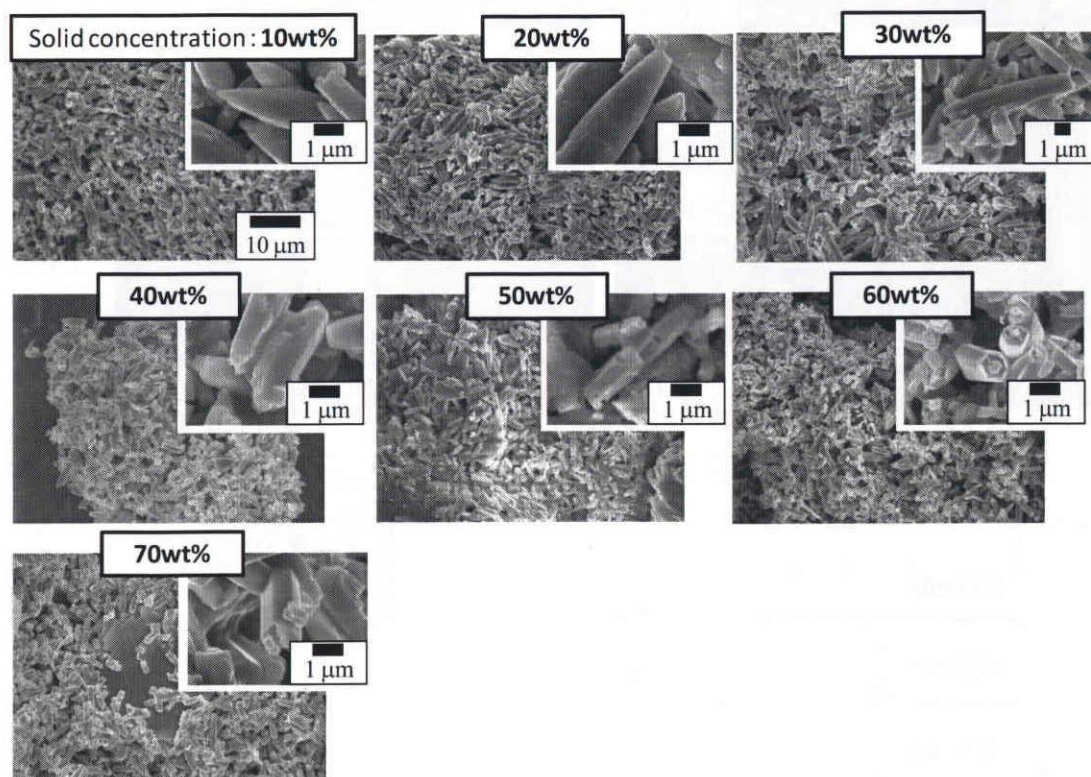 Solid concentration : 10wt%
20wt%
30wt%
1 μm
1 μm
1 μm
10 μm
40wt%
50wt%
60wt%
1 μm
1 μm
1 μm
70wt%
1 μm